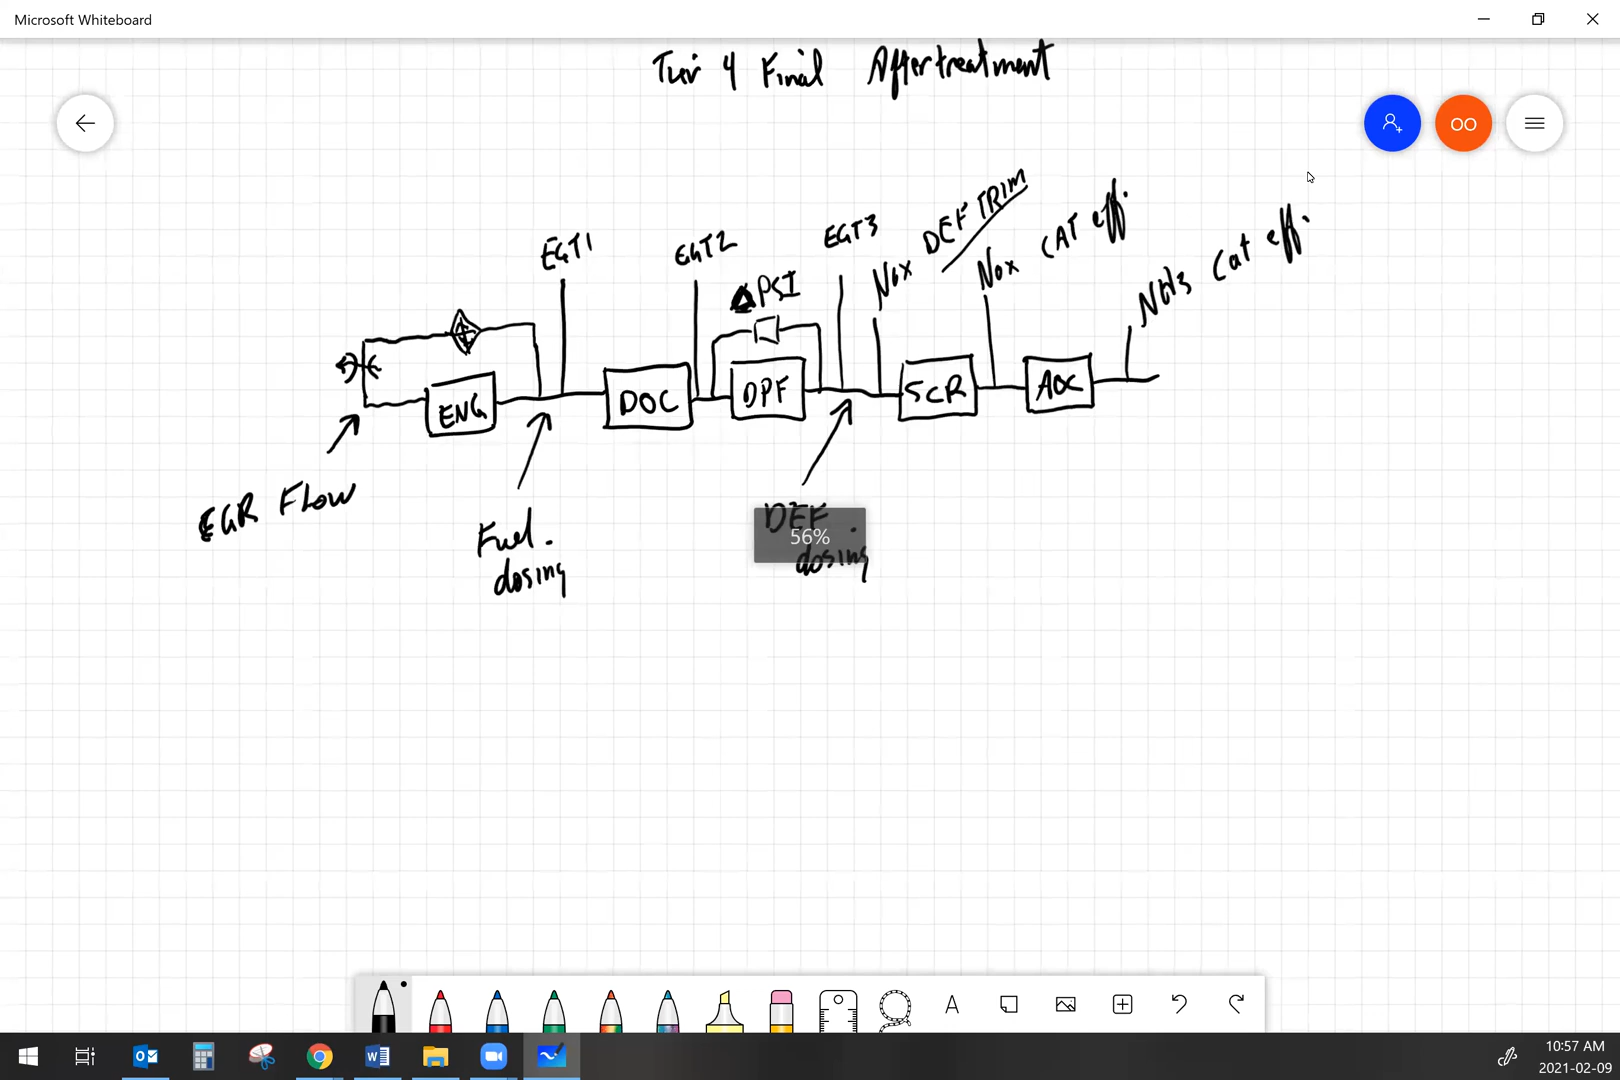 Microsoft Whiteboard
Tier 4 Final Aftertreatment
OO
EGT1
EGT2
EGT3
Nox DEF TRIM
Nox CAT eff.
NH3 Cat eff.
ΔPSI
ENG
DOC
DPF
SCR
AOC
EGR FLOW
Fuel.
dosing
DEF.
dosing
56%
A
10:57 AM
2021-02-09